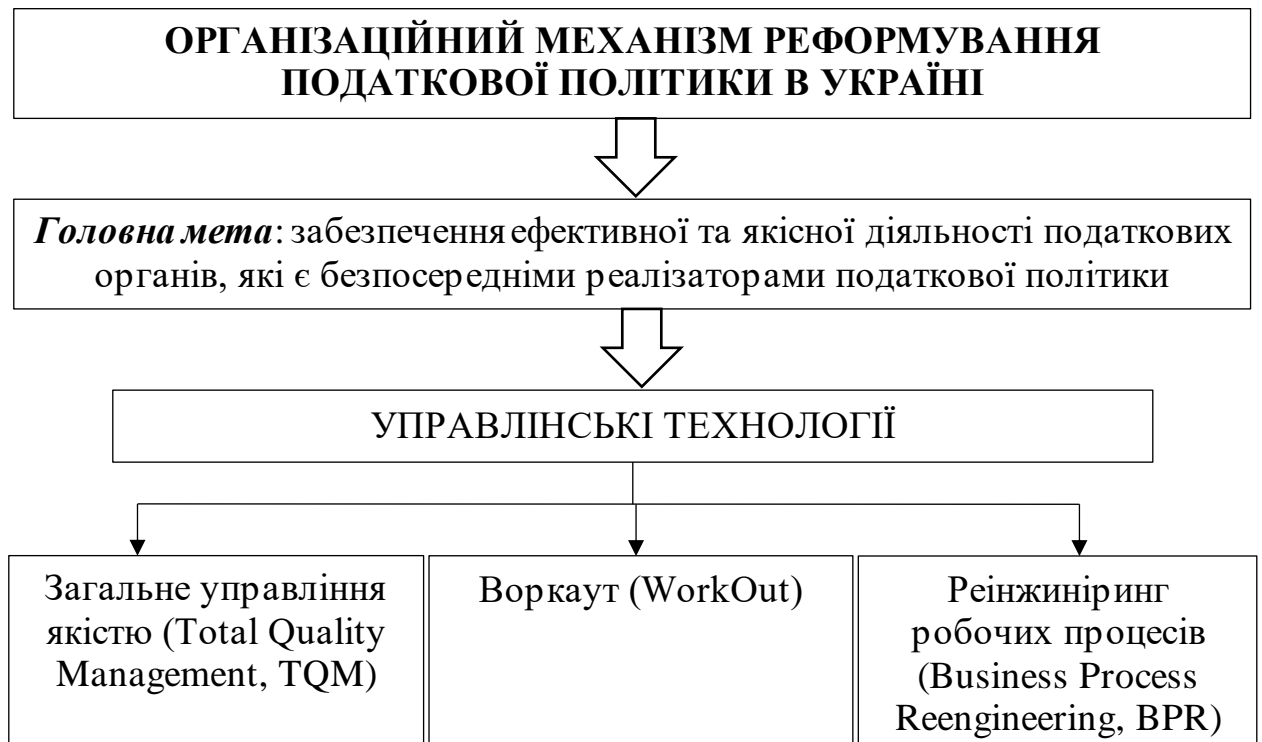 ОРГАНІЗАЦІЙНИЙ МЕХАНІЗМ РЕФОРМУВАННЯ
ПОДАТКОВОЇ ПОЛІТИКИ В УКРАЇНІ
Головна мета: забезпечення ефективної та якісної діяльності податкових
органів, які є безпосередніми реалізаторами податкової політики
УПРАВЛІНСЬКІ ТЕХНОЛОГІЇ
Загальне управління
якістю (Total Quality
Management, TQM)
Воркаут (WorkOut)
Реінжиніринг
робочих процесів
(Business Process
Reengineering, BPR)